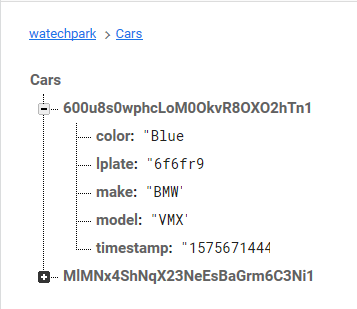 watechpark > Cars
Cars
600u8s0wphcLoM0OkvR8OXO2hTn1
color: "Blue
lplate: "6f6fr9
make: "BMW'
model: "VMX"
timestamp: "1575671444
MlMNx4ShNqX23NeEsBaGrm6C3Ni1